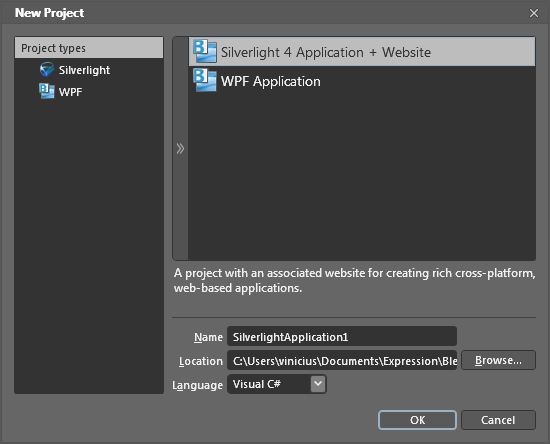 New Project
Project types
Silverlight
WPF
Silverlight 4 Application + Website
WPF Application
A project with an associated website for creating rich cross-platform,
web-based applications.
Name SilverlightApplication1
Location C:\Users\vinicius\Documents\Expression\Ble Browse...
Language Visual C#
OK Cancel